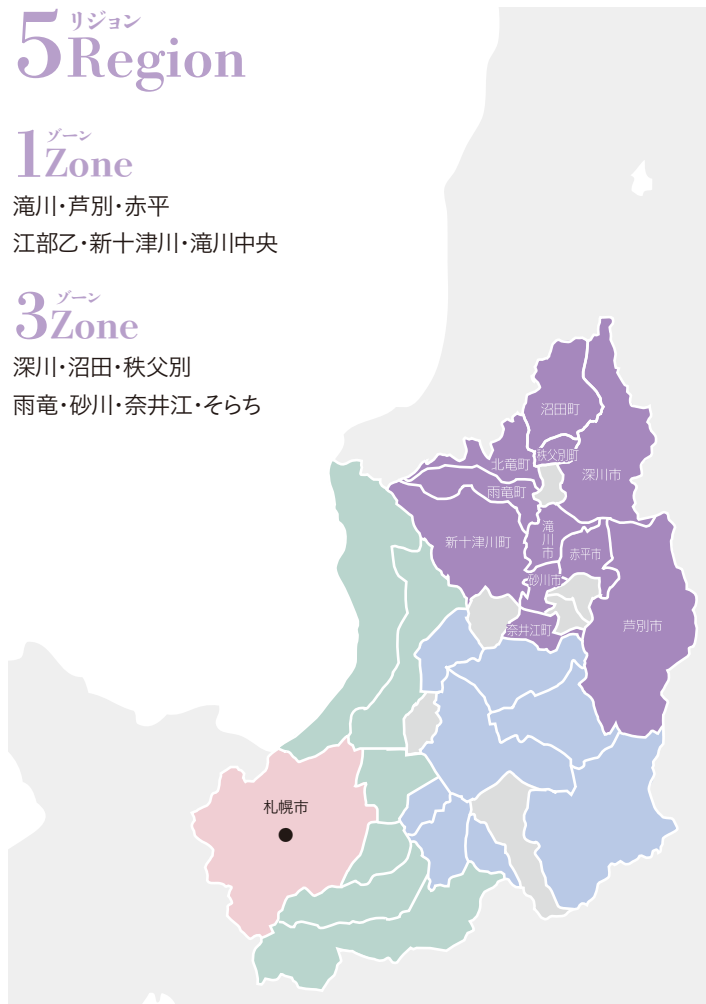 リジョン
5Region
ゾーン
1Zone
滝川・芦別・赤平
江部乙・新十津川・滝川中央
ゾーン
3Zone
深川・沼田・秩父別
雨竜・砂川・奈井江・そらち
沼田町
秩父別町
北竜町
深川市
雨竜町
滝川市
新十津川町
赤平市
砂川市
芦別市
奈井江町
札幌市